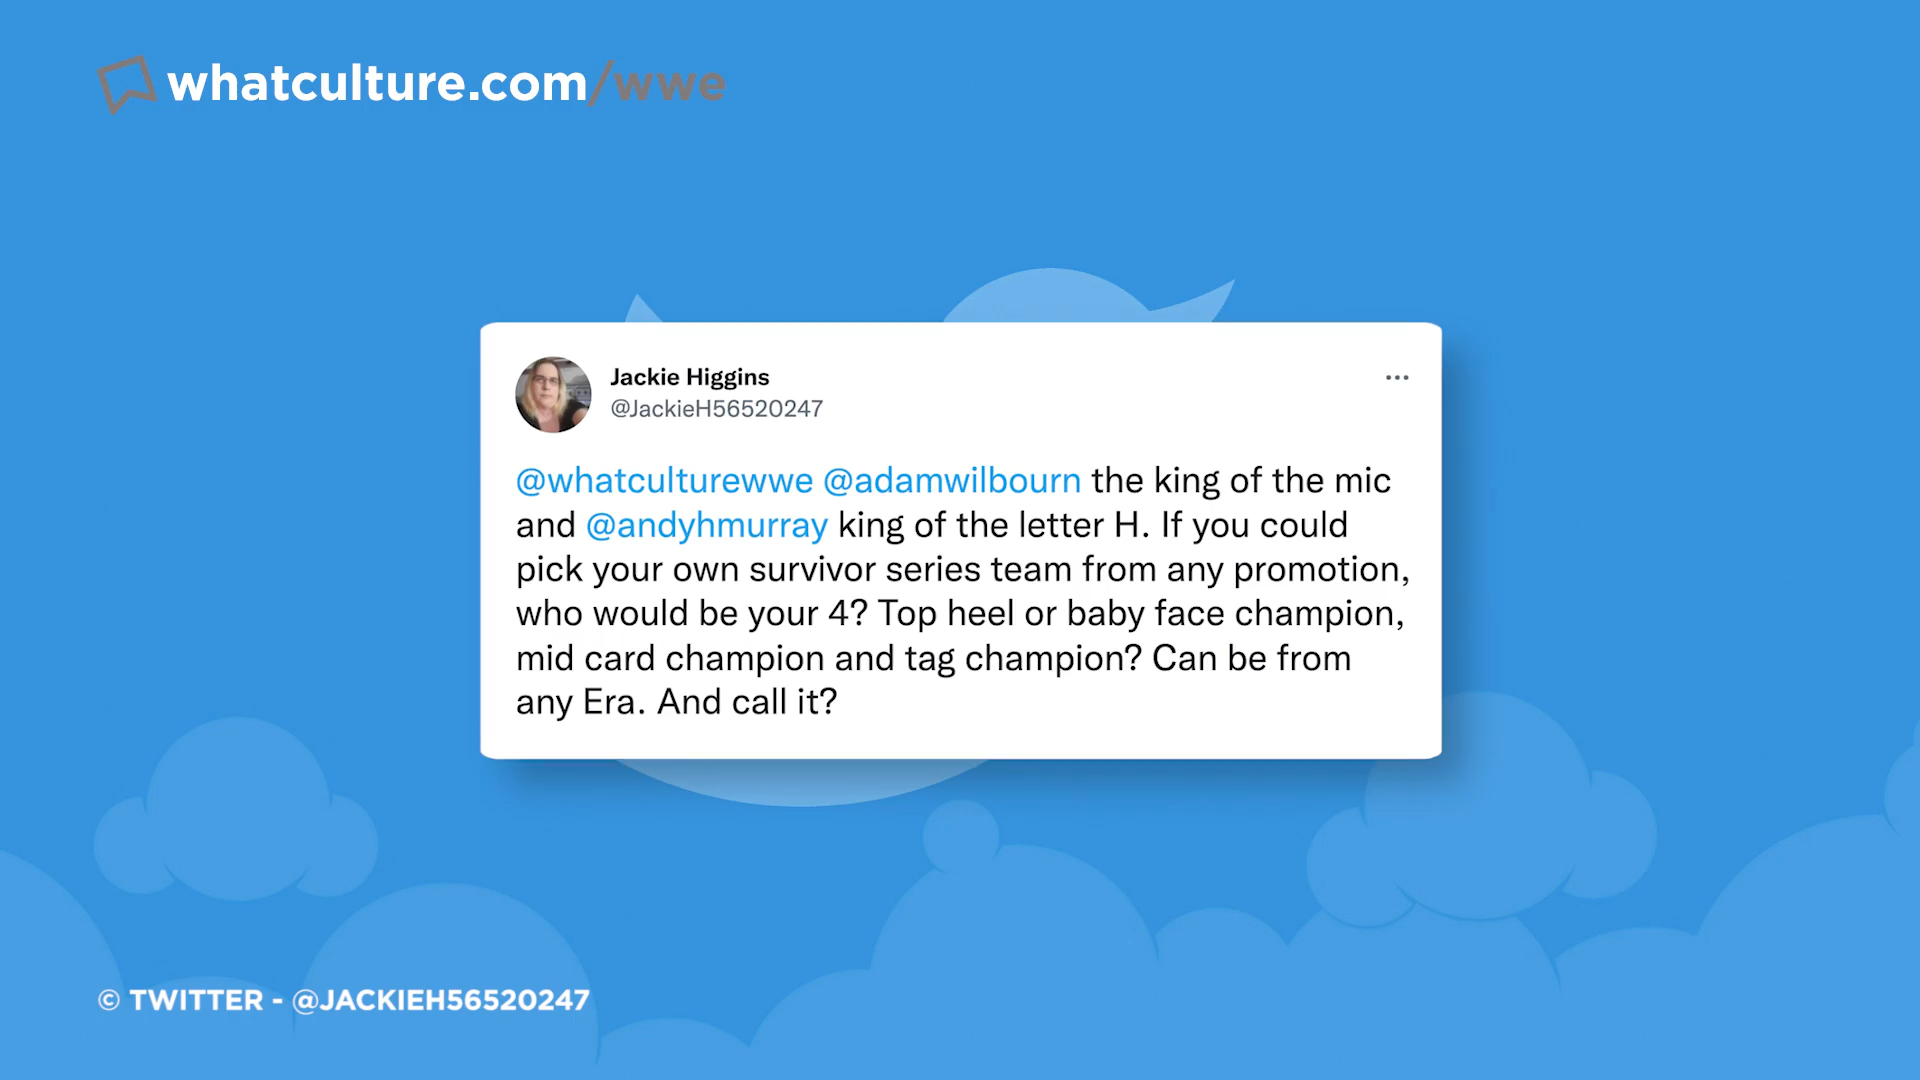 whatculture.com/wwe
Jackie Higgins
@JackieH56520247
@whatculturewwe @adamwilbourn the king of the mic
and @andyhmurray king of the letter H. If you could
pick your own survivor series team from any promotion,
who would be your 4? Top heel or baby face champion,
mid card champion and tag champion? Can be from
any Era. And call it?
© TWITTER - @JACKIEH56520247